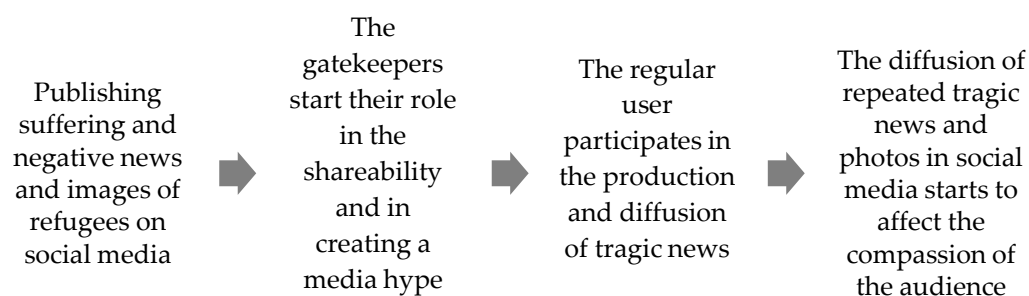 Publishing
suffering and
negative news
and images of
refugees on
social media
The
gatekeepers
start their role
in the
shareability
and in
creating a
media hype
The regular
user
participates in
the production
and diffusion
of tragic news
The diffusion of
repeated tragic
news and
photos in social
media starts to
affect the
compassion of
the audience